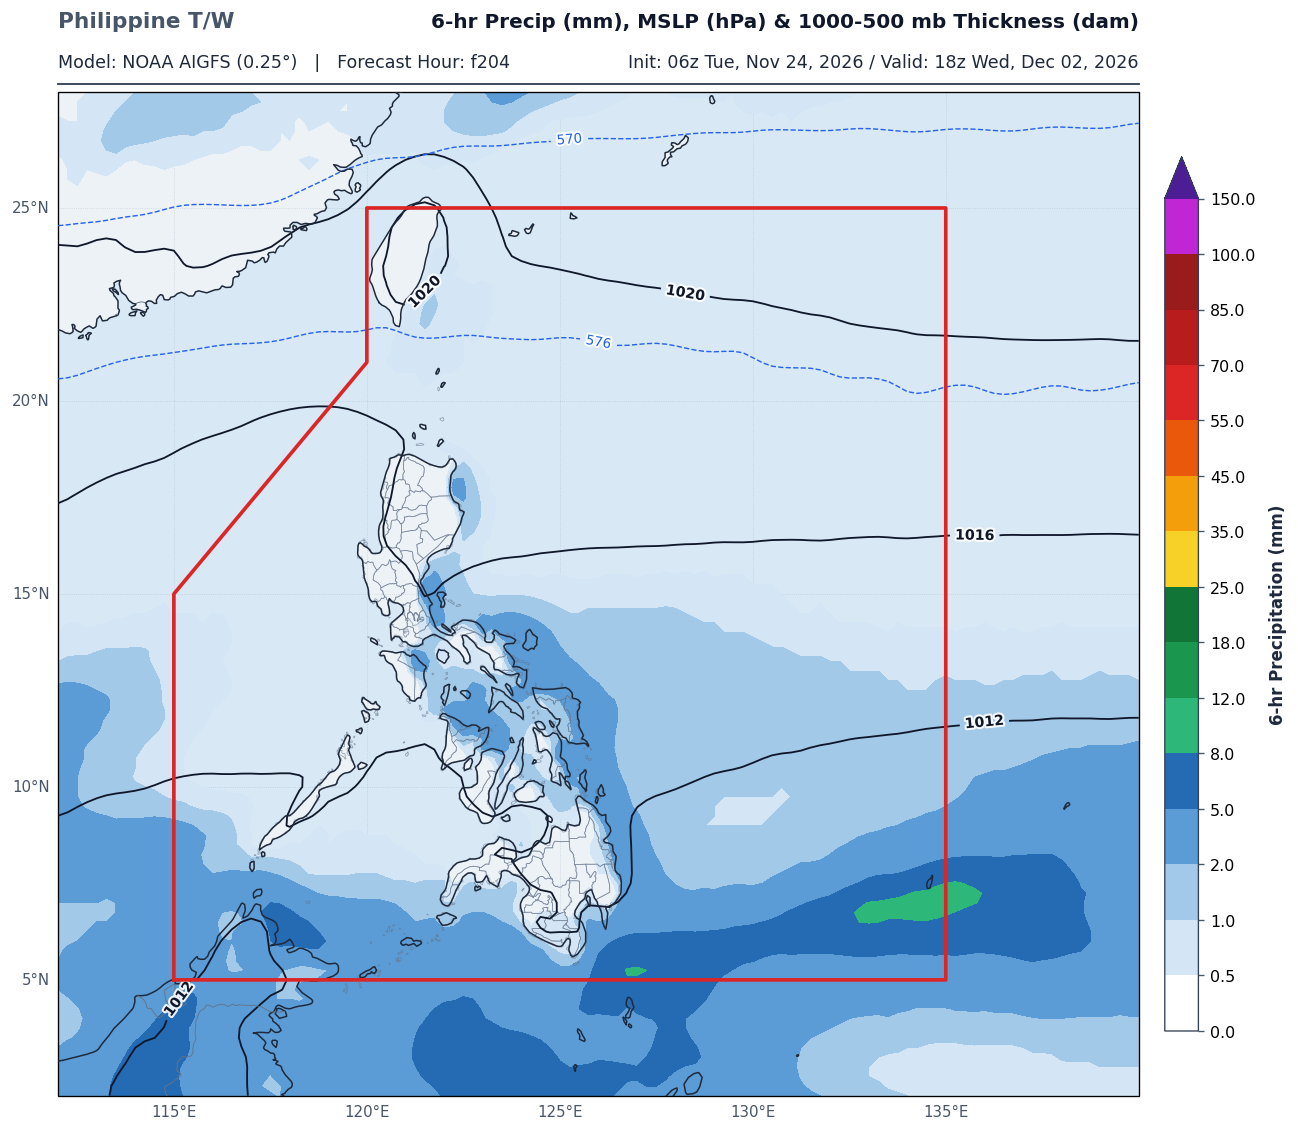 Philippine T/W
6-hr Precip (mm), MSLP (hPa) & 1000-500 mb Thickness (dam)
Model: NOAA AIGFS (0.25°) | Forecast Hour: f204
Init: 06z Tue, Nov 24, 2026 / Valid: 18z Wed, Dec 02, 2026
570
1020
1020
576
1016
1012
1012
25°N
20°N
15°N
10°N
5°N
115°E
120°E
125°E
130°E
135°E
150.0
100.0
85.0
70.0
55.0
45.0
35.0
25.0
18.0
12.0
8.0
5.0
2.0
1.0
0.5
0.0
6-hr Precipitation (mm)